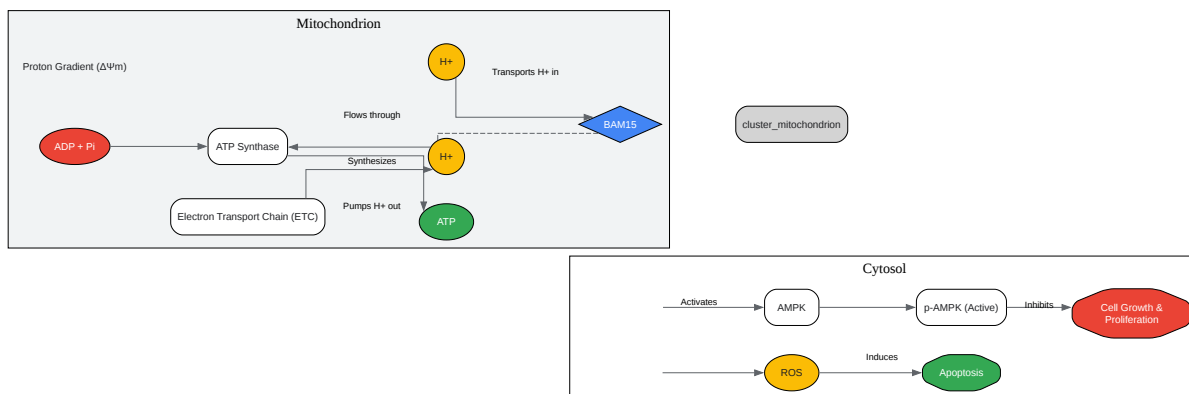 Mitochondrion
Proton Gradient (ΔΨm)
H+
Transports H+ in
Flows through
BAM15
cluster_mitochondrion
ADP + Pi
ATP Synthase
H+
Synthesizes
Electron Transport Chain (ETC)
Pumps H+ out
ATP
Cytosol
Activates
AMPK
p-AMPK (Active)
Inhibits
Cell Growth &
Proliferation
ROS
Induces
Apoptosis